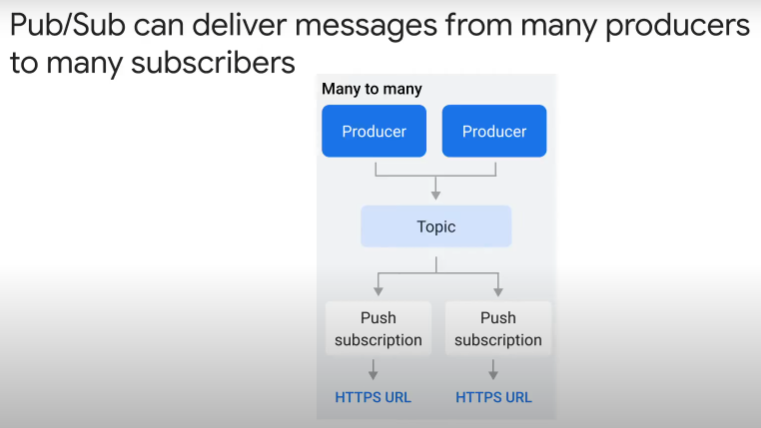 Pub/Sub can deliver messages from many producers
to many subscribers
Many to many
Producer
Producer
Topic
Push
subscription
Push
subscription
HTTPS URL
HTTPS URL